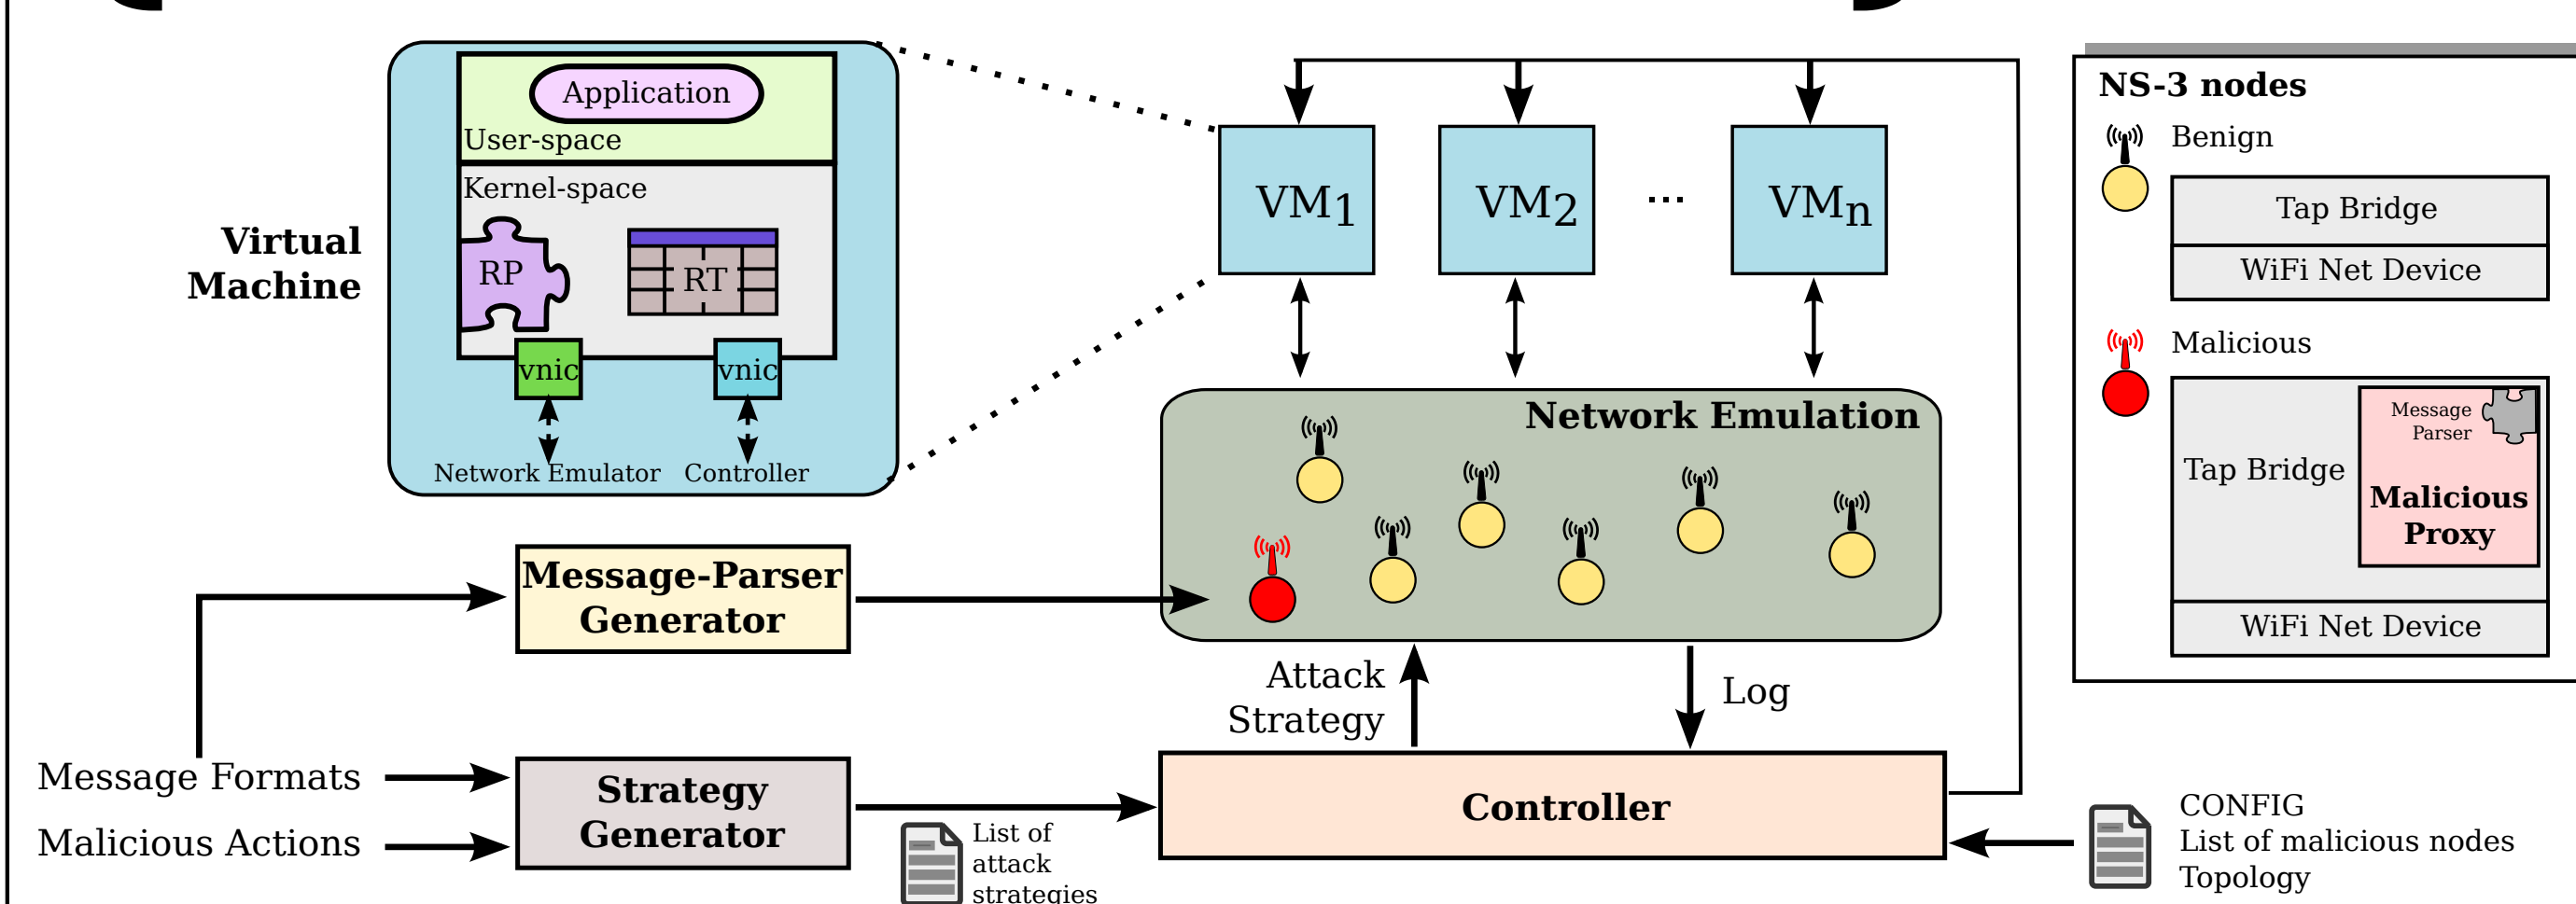 Application
User-space
Kernel-space
RP
RT
vnic
vnic
Network Emulator
Controller
Virtual
Machine
VM1
VM2
...
VMn
Network Emulation
NS-3 nodes
Benign
Tap Bridge
WiFi Net Device
Malicious
Message
Parser
Tap Bridge
Malicious
Proxy
WiFi Net Device
Message-Parser
Generator
Attack
Strategy
Log
Message Formats
Malicious Actions
Strategy
Generator
List of
attack
strategies
Controller
CONFIG
List of malicious nodes
Topology